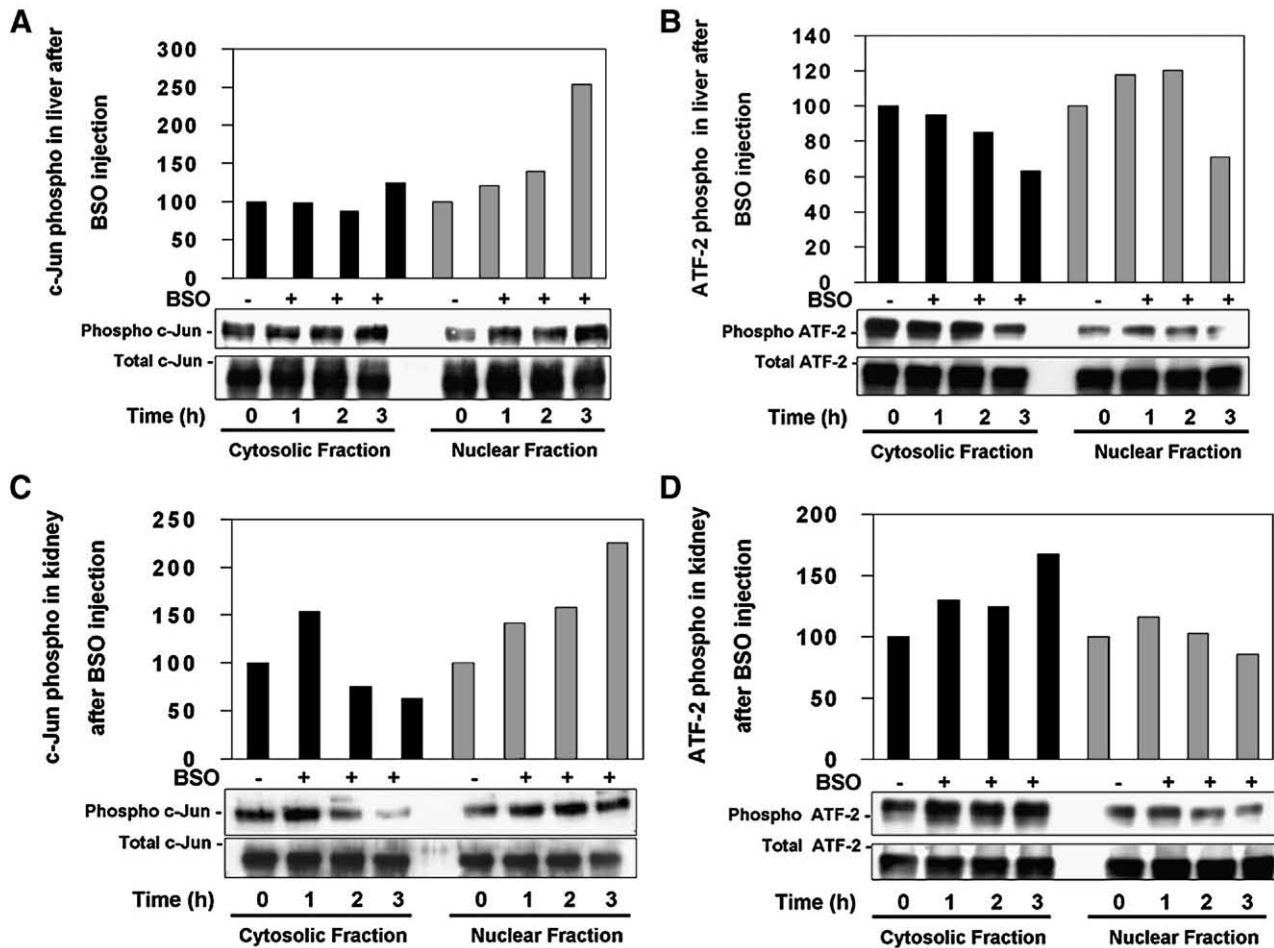 A
c-Jun phospho in liver after
BSO injection
300
250
200
150
100
50
0
BSO - + + + - + + +
Phospho c-Jun -
Total c-Jun -
Time (h) 0 1 2 3 0 1 2 3
Cytosolic Fraction Nuclear Fraction
B
ATF-2 phospho in liver after
BSO injection
140
120
100
80
60
40
20
0
BSO - + + + - + + +
Phospho ATF-2 -
Total ATF-2 -
Time (h) 0 1 2 3 0 1 2 3
Cytosolic Fraction Nuclear Fraction
C
c-Jun phospho in kidney
after BSO injection
250
200
150
100
50
0
BSO - + + + - + + +
Phospho c-Jun -
Total c-Jun -
Time (h) 0 1 2 3 0 1 2 3
Cytosolic Fraction Nuclear Fraction
D
ATF-2 phospho in kidney
after BSO injection
200
150
100
50
0
BSO - + + + - + + +
Phospho ATF-2 -
Total ATF-2 -
Time (h) 0 1 2 3 0 1 2 3
Cytosolic Fraction Nuclear Fraction